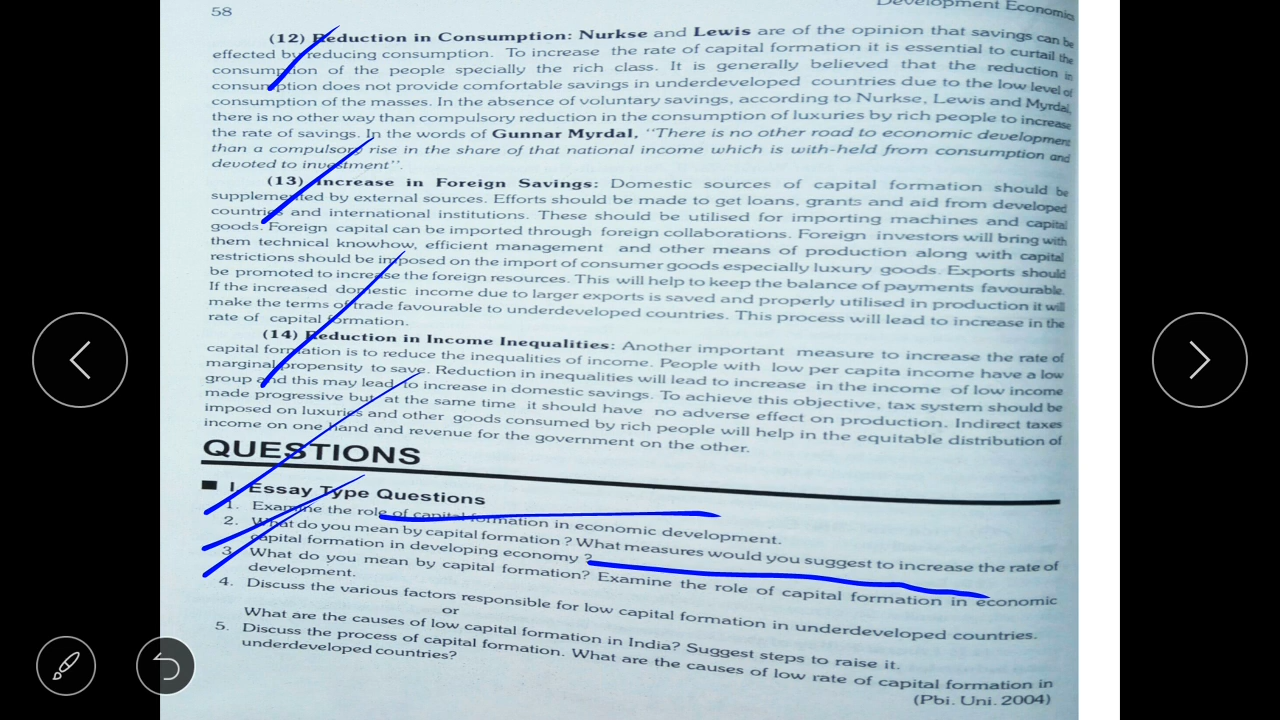 58
Development Economic
(12) Reduction in Consumption: Nurkse and Lewis are of the opinion that savings can be
effected by reducing consumption. To increase the rate of capital formation it is essential to curtail the
consumption of the people specially the rich class. It is generally believed that the reduction in
consumption does not provide comfortable savings in underdeveloped countries due to the low level of
consumption of the masses. In the absence of voluntary savings, according to Nurkse, Lewis and Myrdal,
there is no other way than compulsory reduction in the consumption of luxuries by rich people to increase
the rate of savings. In the words of Gunnar Myrdal, "There is no other road to economic development
than a compulsory rise in the share of that national income which is with-held from consumption and
devoted to investment".
(13) Increase in Foreign Savings: Domestic sources of capital formation should be
supplemented by external sources. Efforts should be made to get loans, grants and aid from developed
countries and international institutions. These should be utilised for importing machines and capital
goods. Foreign capital can be imported through foreign collaborations. Foreign investors will bring with
them technical knowhow, efficient management and other means of production along with capital
restrictions should be imposed on the import of consumer goods especially luxury goods. Exports should
be promoted to increase the foreign resources. This will help to keep the balance of payments favourable.
If the increased domestic income due to larger exports is saved and properly utilised in production it will
make the terms of trade favourable to underdeveloped countries. This process will lead to increase in the
rate of capital formation.
(14) Reduction in Income Inequalities: Another important measure to increase the rate of
capital formation is to reduce the inequalities of income. People with low per capita income have a low
marginal propensity to save. Reduction in inequalities will lead to increase in the income of low income
group and this may lead to increase in domestic savings. To achieve this objective, tax system should be
made progressive but at the same time it should have no adverse effect on production. Indirect taxes
imposed on luxuries and other goods consumed by rich people will help in the equitable distribution of
income on one hand and revenue for the government on the other.
QUESTIONS
I. Essay Type Questions
1. Examine the role of capital formation in economic development.
2. What do you mean by capital formation ? What measures would you suggest to increase the rate of
capital formation in developing economy ?
3. What do you mean by capital formation? Examine the role of capital formation in economic
development.
4. Discuss the various factors responsible for low capital formation in underdeveloped countries.
or
What are the causes of low capital formation in India? Suggest steps to raise it.
5. Discuss the process of capital formation. What are the causes of low rate of capital formation in
underdeveloped countries?
(Pbi. Uni. 2004)